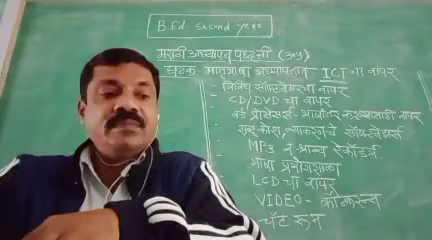 B.Ed. second year
मराठी अध्यापन पद्धती (उपयु)
घटक मातृभाषा अध्यापनात ICT चा वापर
- विविध सॉफ्टवेअरचा वापर
- CD/DVD चा वापर
- वर्ड प्रोसेसर - भाषांतर करण्यासाठी वापर
- शब्दकोश, व्याकरणाचे सॉफ्टवेअर्स
- MP3 व श्राव्य रेकॉर्डर
भाषा प्रयोगशाळा
LCD चा वापर
VIDEO - कॉन्फरन्स
चॅट रूम